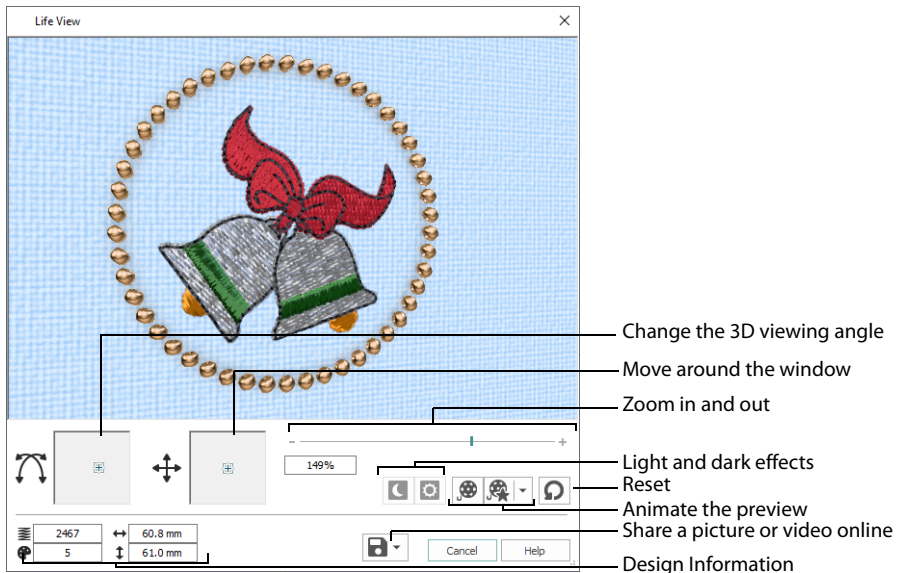 Life View
Change the 3D viewing angle
Move around the window
Zoom in and out
- +
149%
Light and dark effects
Reset
Animate the preview
Share a picture or video online
2467 60.8 mm
5 61.0 mm
Cancel Help
Design Information